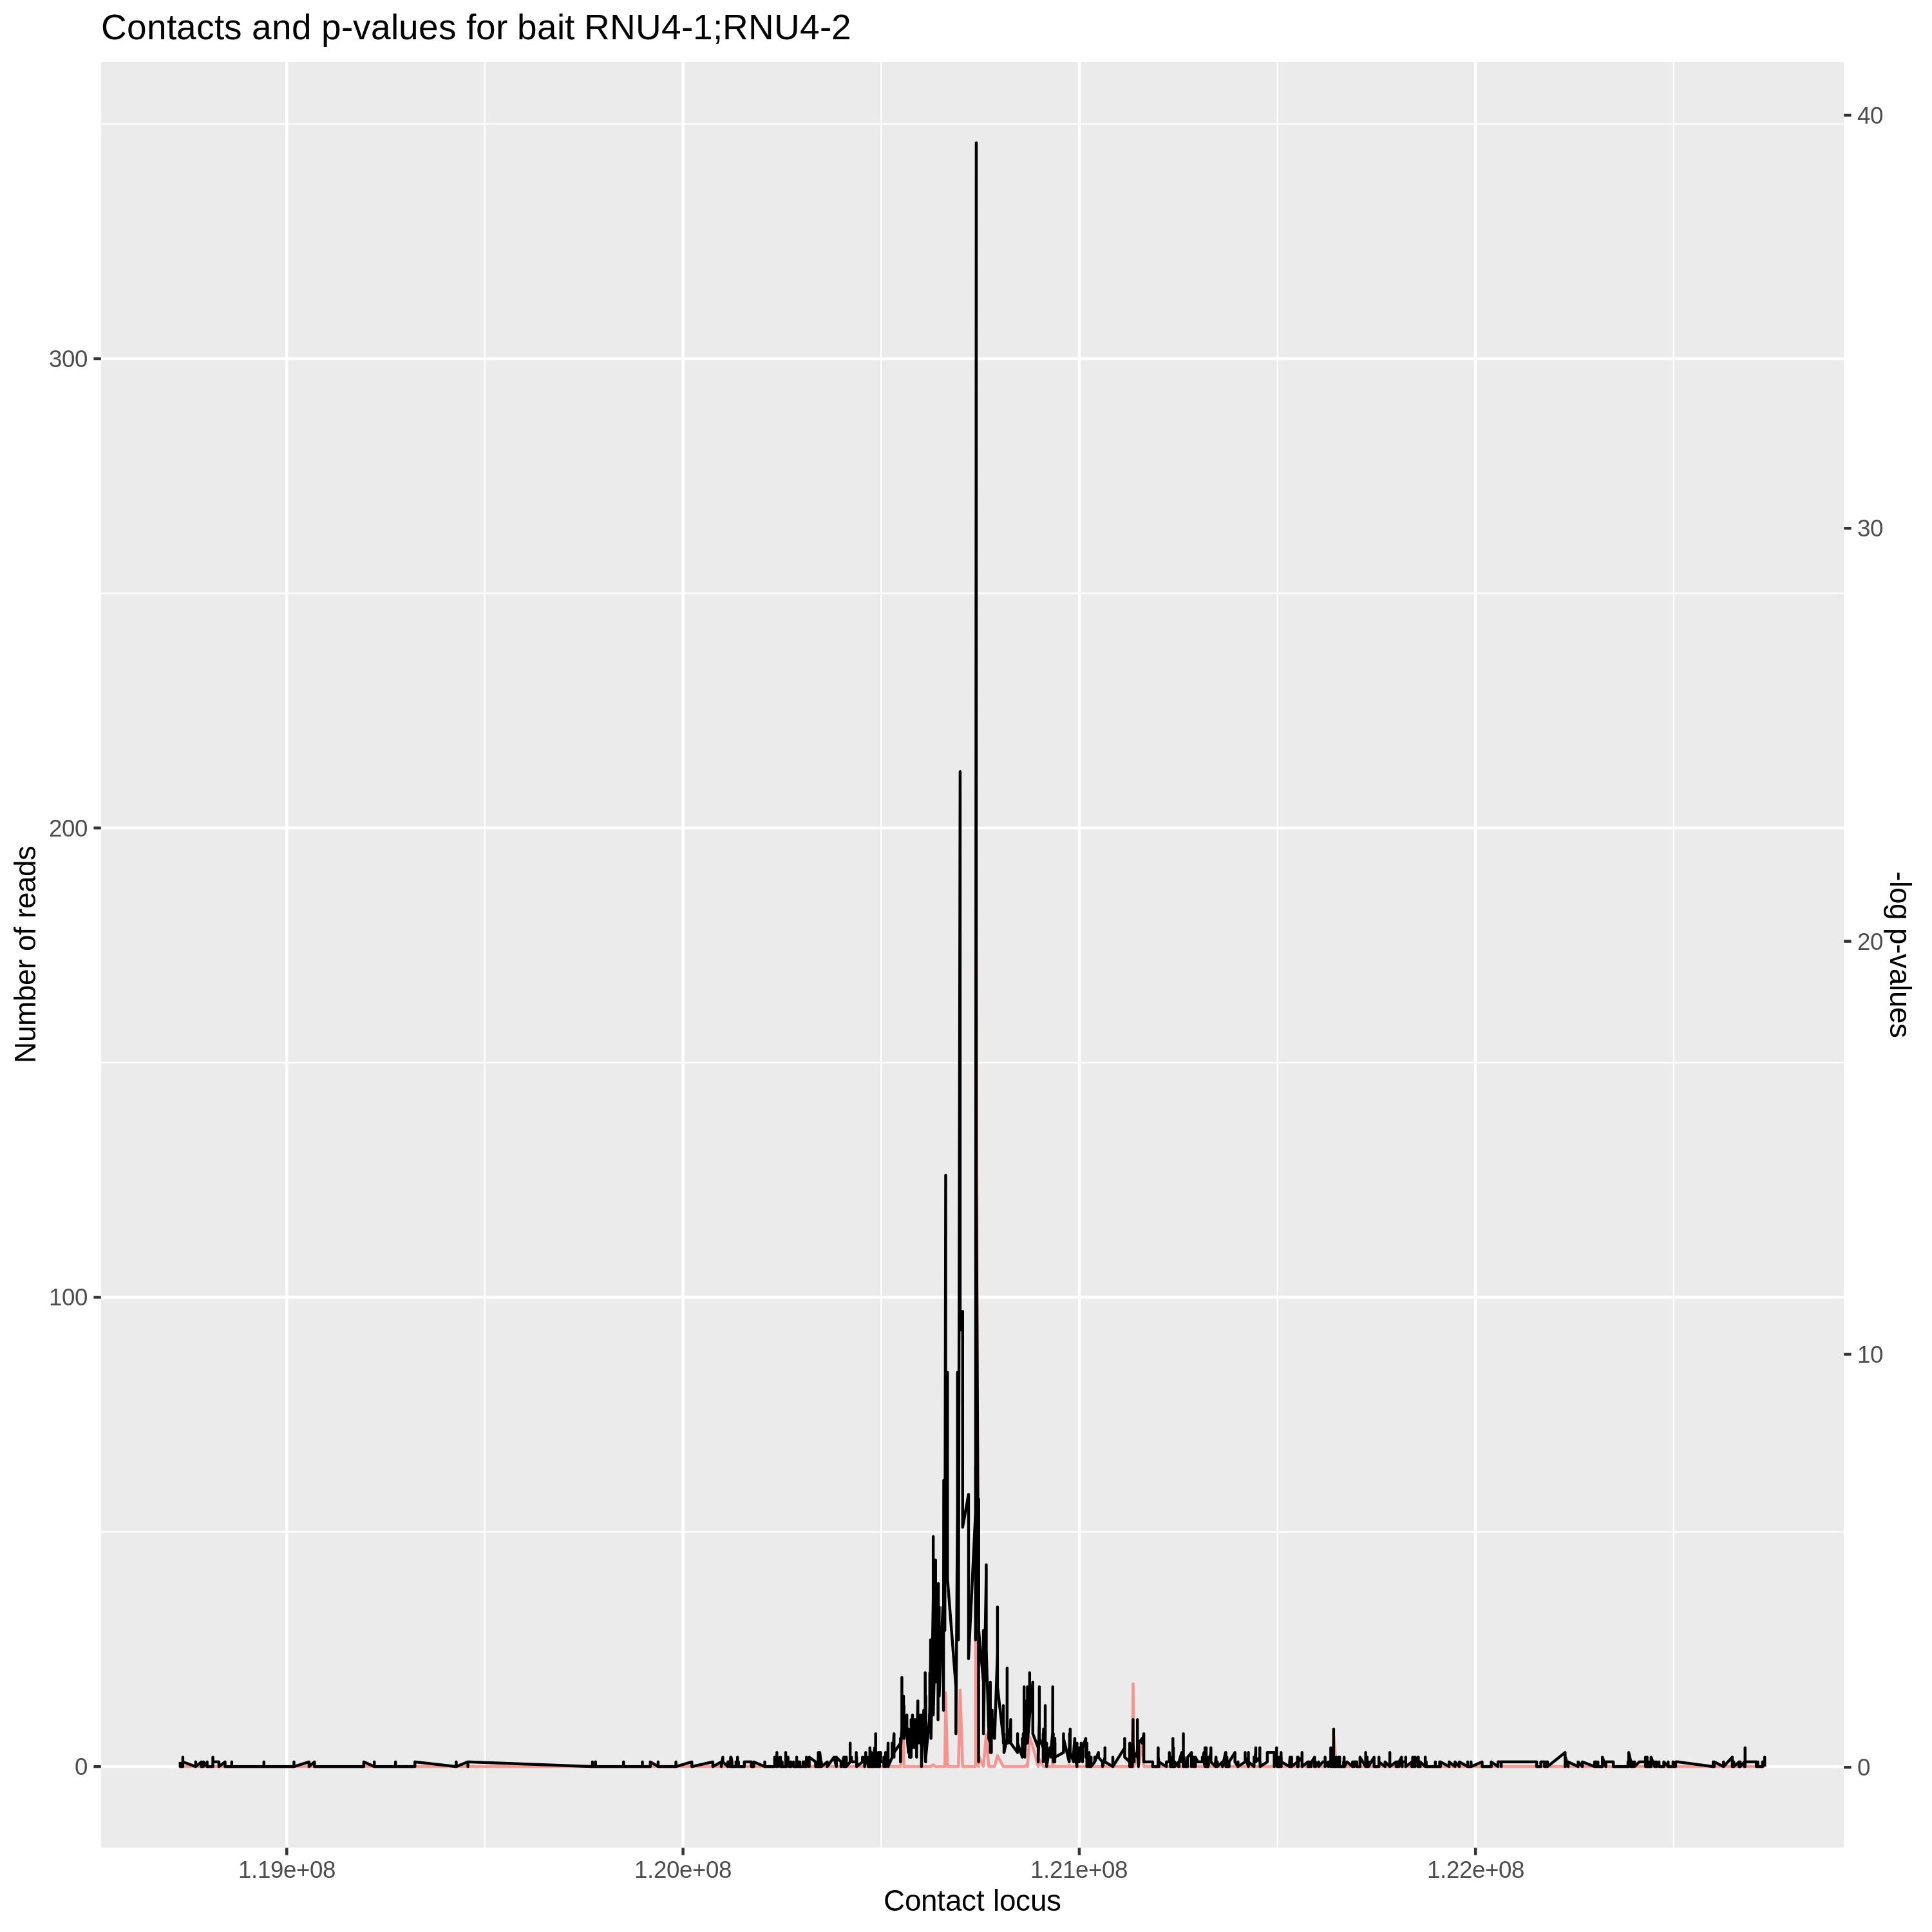 Contacts and p-values for bait RNU4-1;RNU4-2
Number of reads
300
200
100
0
40
30
20
10
0
-log p-values
1.19e+08
1.20e+08
1.21e+08
1.22e+08
Contact locus